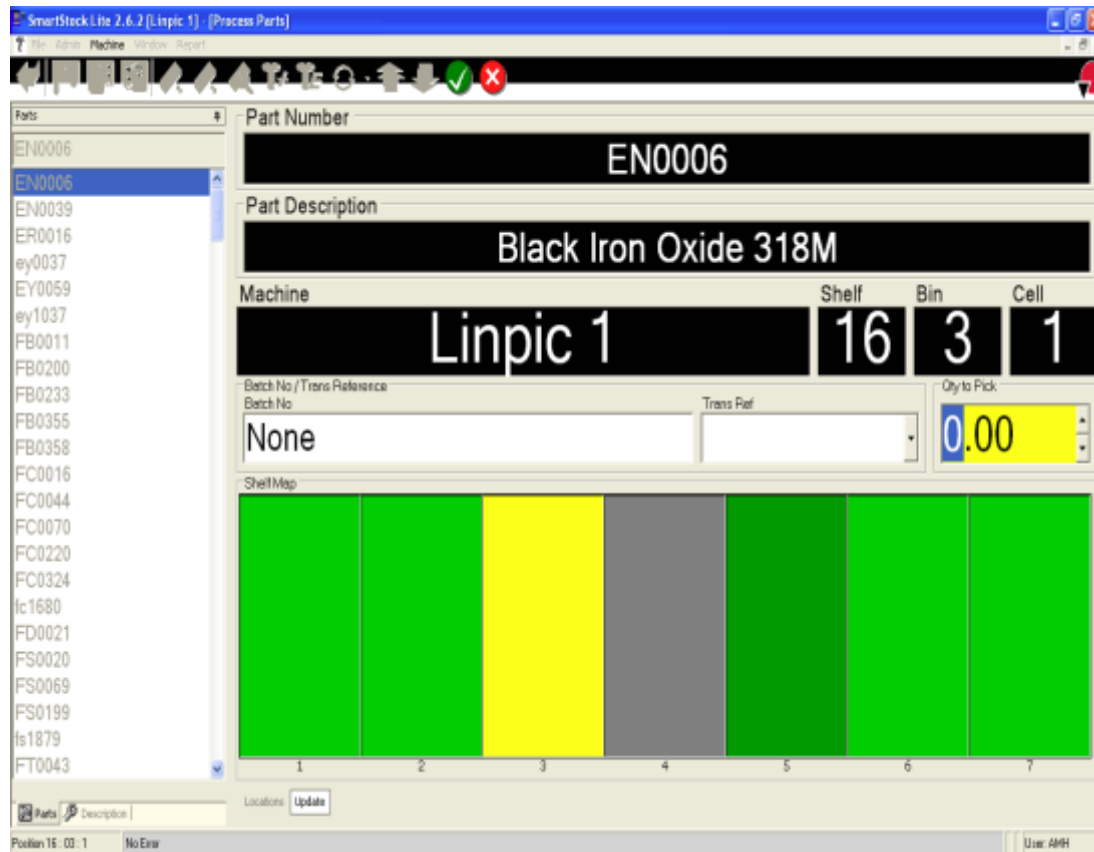 SmartStock Lite 2.6.2 [Linpic 1] - [Process Parts]
File Admin Machine Window Report
Parts
EN0006
EN0006
EN0039
ER0016
ey0037
EY0059
ey1037
FB0011
FB0200
FB0233
FB0355
FB0358
FC0016
FC0044
FC0070
FC0220
FC0324
fc1680
FD0021
FS0020
FS0069
FS0199
fs1879
FT0043
Parts Description
Part Number
EN0006
Part Description
Black Iron Oxide 318M
Machine Shelf Bin Cell
Linpic 1 16 3 1
Batch No / Trans Reference Qty to Pick
Batch No Trans Ref
None 0.00
Shelf Map
1 2 3 4 5 6 7
Locations Update
Position 16 : 03 : 1 No Error User: AMH